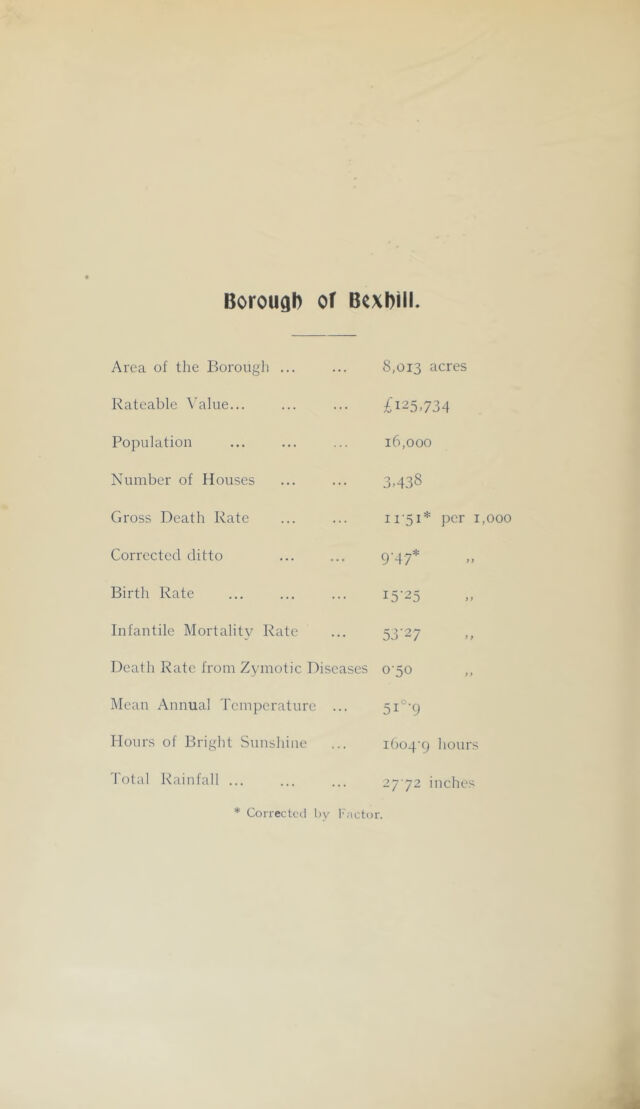 Borough of Bexhill.
Area of the Borough ... ... 8,013 acres
Rateable Value... ... ... £125,734
Population ... ... ... 16,000
Number of Houses ... ... 3,438
Gross Death Rate ... ... 11·51* per 1,000
Corrected ditto ... ... 9·47* ,,
Birth Rate ... ... ... 15·25 ,,
Infantile Mortality Rate ... 53·27 ,,
Death Rate from Zymotic Diseases 0·50 ,,
Mean Annual Temperature ... 51°·9
Hours of Bright Sunshine ... 1604·9 hours
Total Rainfall ... ... ... 27·72 inches
* Corrected by Factor.